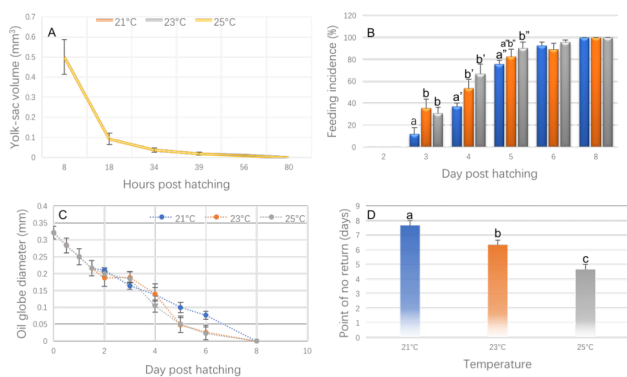 A
21°C 23°C 25°C
Yolk-sac volume (mm³)
0.7
0.6
0.5
0.4
0.3
0.2
0.1
0
8 18 34 39 56 80
Hours post hatching
B
Feeding incidence (%)
120
100
80
60
40
20
0
a b b
a' b' b'
a" a"b" b"
2 3 4 5 6 8
Day post hatching
C
21°C 23°C 25°C
Oil globe diameter (mm)
0.4
0.35
0.3
0.25
0.2
0.15
0.1
0.05
0
0 2 4 6 8 10
Day post hatching
D
Point of no return (days)
9
8
7
6
5
4
3
2
1
0
a b c
21°C 23°C 25°C
Temperature